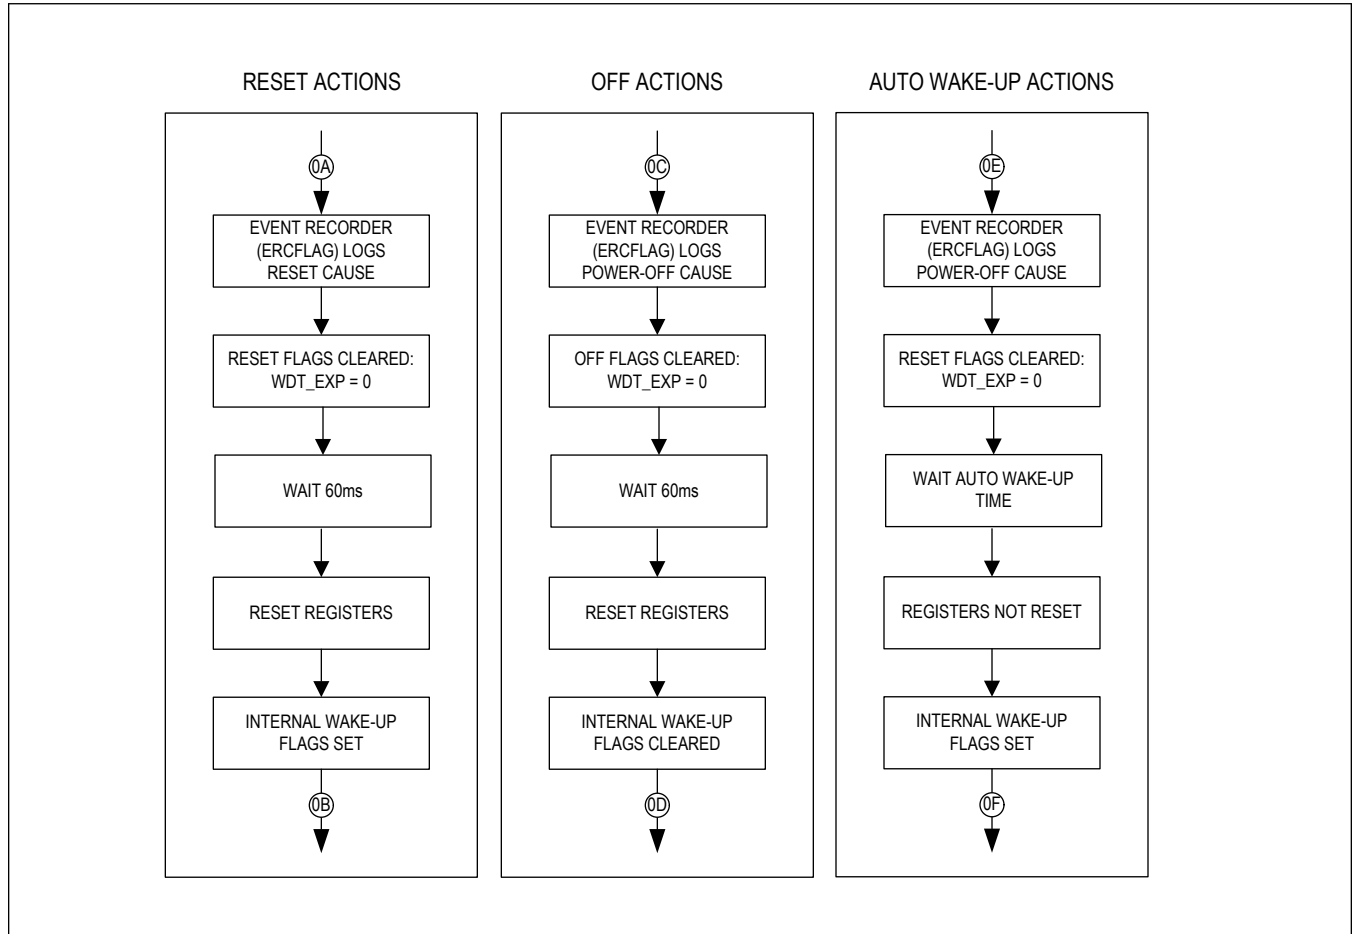 RESET ACTIONS
0A
EVENT RECORDER
(ERCFLAG) LOGS
RESET CAUSE
RESET FLAGS CLEARED:
WDT_EXP = 0
WAIT 60ms
RESET REGISTERS
INTERNAL WAKE-UP
FLAGS SET
0B
OFF ACTIONS
0C
EVENT RECORDER
(ERCFLAG) LOGS
POWER-OFF CAUSE
OFF FLAGS CLEARED:
WDT_EXP = 0
WAIT 60ms
RESET REGISTERS
INTERNAL WAKE-UP
FLAGS CLEARED
0D
AUTO WAKE-UP ACTIONS
0E
EVENT RECORDER
(ERCFLAG) LOGS
POWER-OFF CAUSE
RESET FLAGS CLEARED:
WDT_EXP = 0
WAIT AUTO WAKE-UP
TIME
REGISTERS NOT RESET
INTERNAL WAKE-UP
FLAGS SET
0F